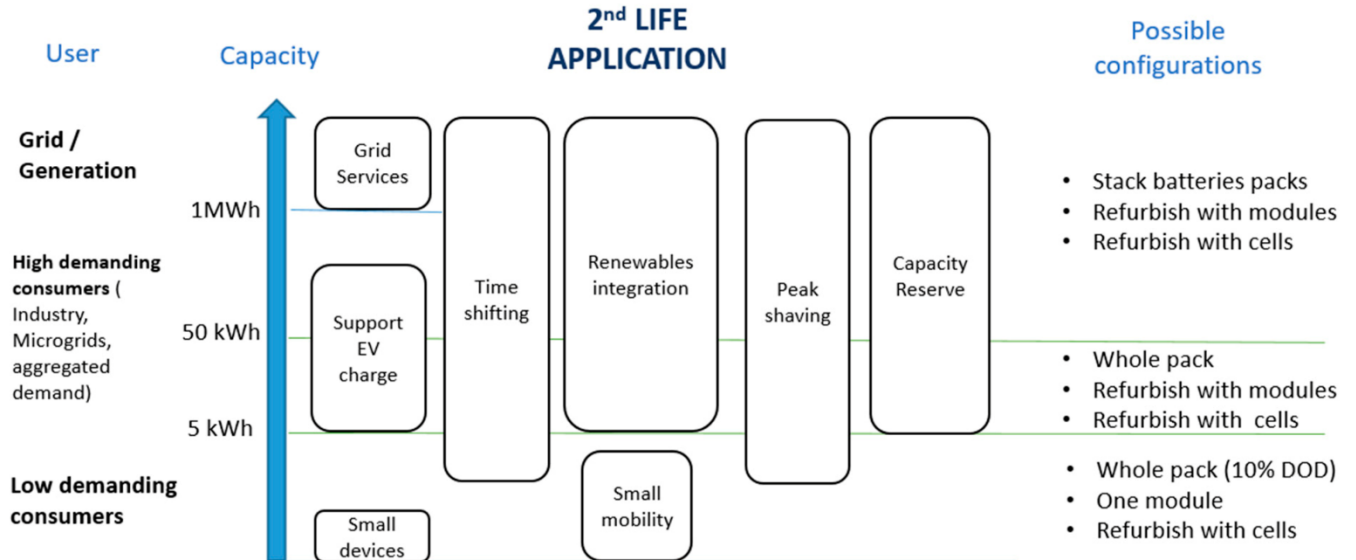 2nd LIFE
APPLICATION
User
Capacity
Possible
configurations
Grid /
Generation
1MWh
High demanding
consumers (
Industry,
Microgrids,
aggregated
demand)
50 kWh
5 kWh
Low demanding
consumers
Grid
Services
Support
EV
charge
Small
devices
Time
shifting
Renewables
integration
Small
mobility
Peak
shaving
Capacity
Reserve
• Stack batteries packs
• Refurbish with modules
• Refurbish with cells
• Whole pack
• Refurbish with modules
• Refurbish with cells
• Whole pack (10% DOD)
• One module
• Refurbish with cells